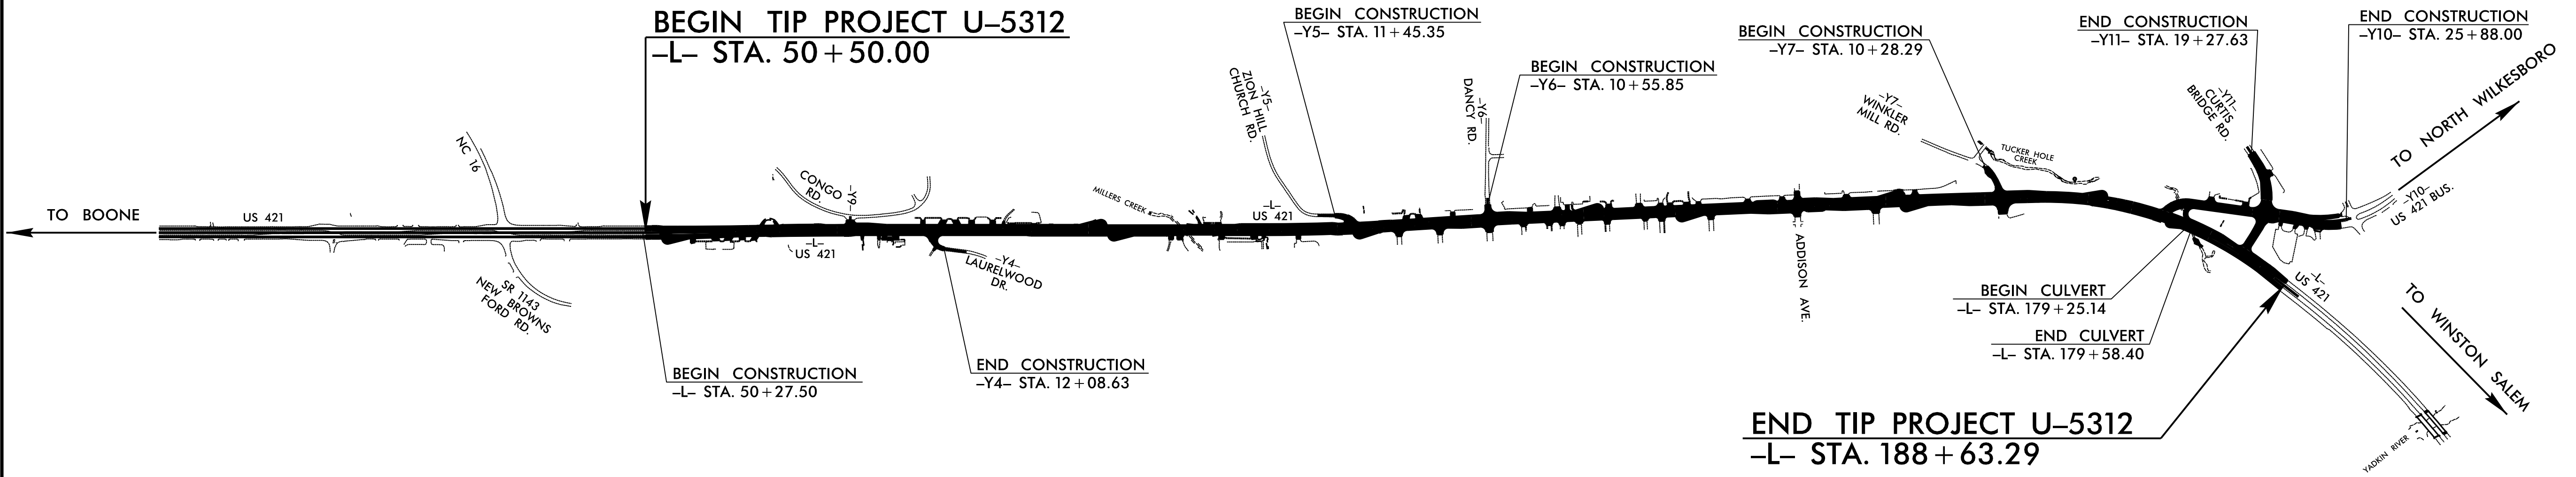 BEGIN TIP PROJECT U–5312
–L– STA. 50+50.00
BEGIN CONSTRUCTION
–Y5– STA. 11+45.35
BEGIN CONSTRUCTION
–Y6– STA. 10+55.85
BEGIN CONSTRUCTION
–Y7– STA. 10+28.29
END CONSTRUCTION
–Y11– STA. 19+27.63
END CONSTRUCTION
–Y10– STA. 25+88.00
TO NORTH WILKESBORO
–Y5–
ZION HILL
CHURCH RD.
–Y6–
DANCY RD.
–Y7–
WINKLER
MILL RD.
TUCKER HOLE
CREEK
–Y11–
CURTIS
BRIDGE RD.
–Y10–
US 421 BUS.
NC 16
CONGO
RD.
–Y9–
MILLERS CREEK
TO BOONE
US 421
–L–
US 421
–L–
US 421
–Y4–
LAURELWOOD
DR.
ADDISON AVE.
SR 1143
NEW BROWNS
FORD RD.
–L–
US 421
TO WINSTON SALEM
BEGIN CULVERT
–L– STA. 179+25.14
END CULVERT
–L– STA. 179+58.40
BEGIN CONSTRUCTION
–L– STA. 50+27.50
END CONSTRUCTION
–Y4– STA. 12+08.63
END TIP PROJECT U–5312
–L– STA. 188+63.29
YADKIN RIVER